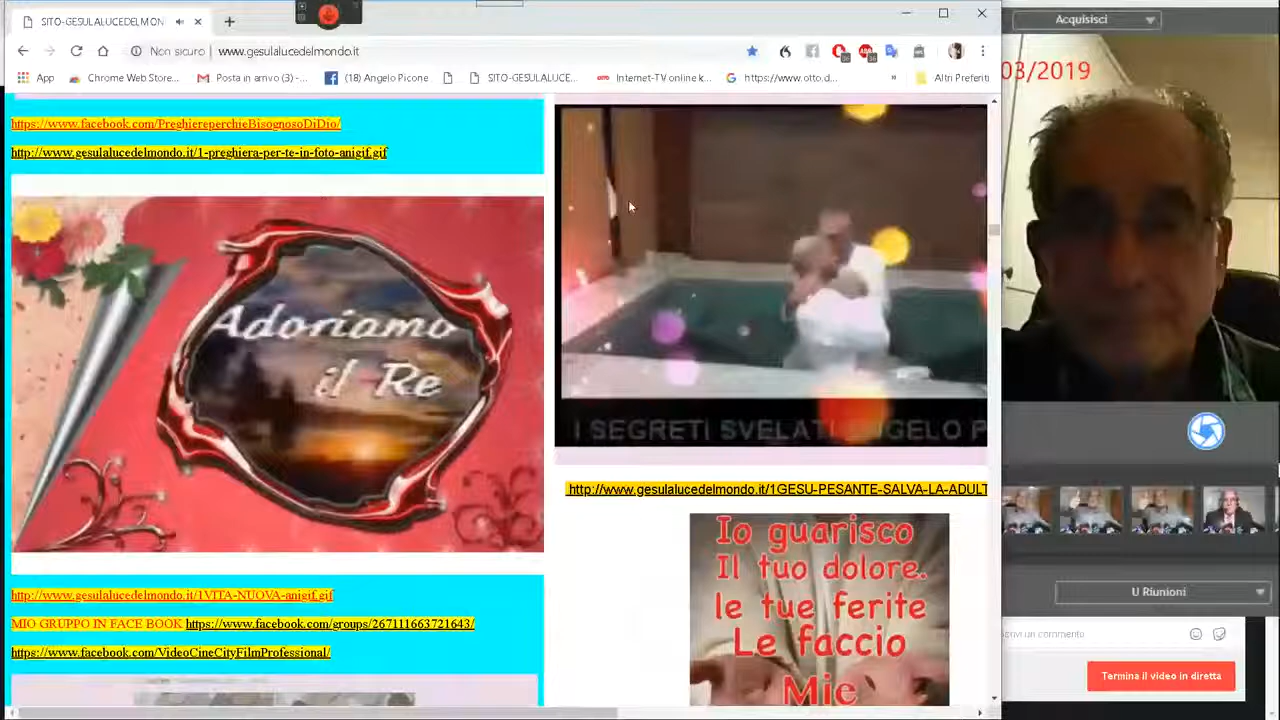 SITO-GESULALUCEDELMON
Non sicuro | www.gesulalucedelmondo.it
App
Chrome Web Store...
Posta in arrivo (3) -...
(18) Angelo Picone
SITO-GESULALUCE...
Internet-TV online k...
https://www.otto.d...
»
Altri Preferiti
https://www.facebook.com/PreghiereperchieBisognosoDiDio/
http://www.gesulalucedelmondo.it/1-preghiera-per-te-in-foto-anigif.gif
Adoriamo
il Re
http://www.gesulalucedelmondo.it/1VITA-NUOVA-anigif.gif
MIO GRUPPO IN FACE BOOK https://www.facebook.com/groups/267111663721643/
https://www.facebook.com/VideoCineCityFilmProfessional/
I SEGRETI SVELATI
http://www.gesulalucedelmondo.it/1GESU-PESANTE-SALVA-LA-ADULT
Io guarisco
Il tuo dolore.
le tue ferite
Le faccio
Mie
Acquisisci
03/2019
U Riunioni
un commento
Termina il video in diretta